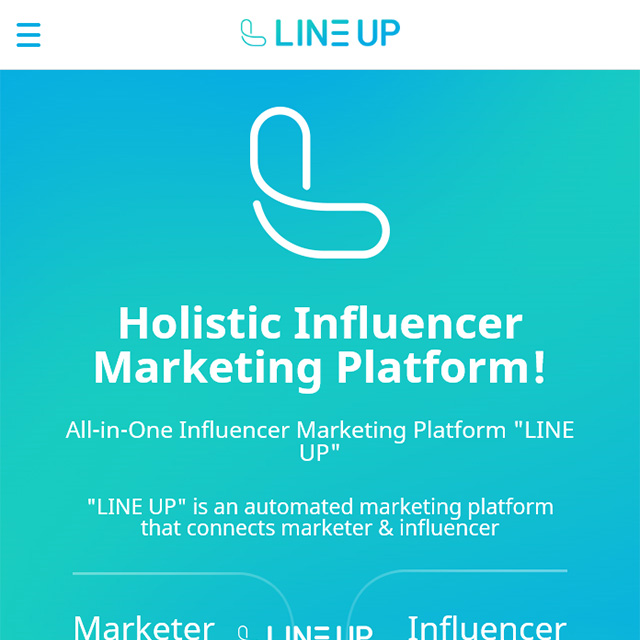 LINE UP
Holistic Influencer
Marketing Platform!
All-in-One Influencer Marketing Platform "LINE
UP"
"LINE UP" is an automated marketing platform
that connects marketer & influencer
Marketer
LINE UP
Influencer